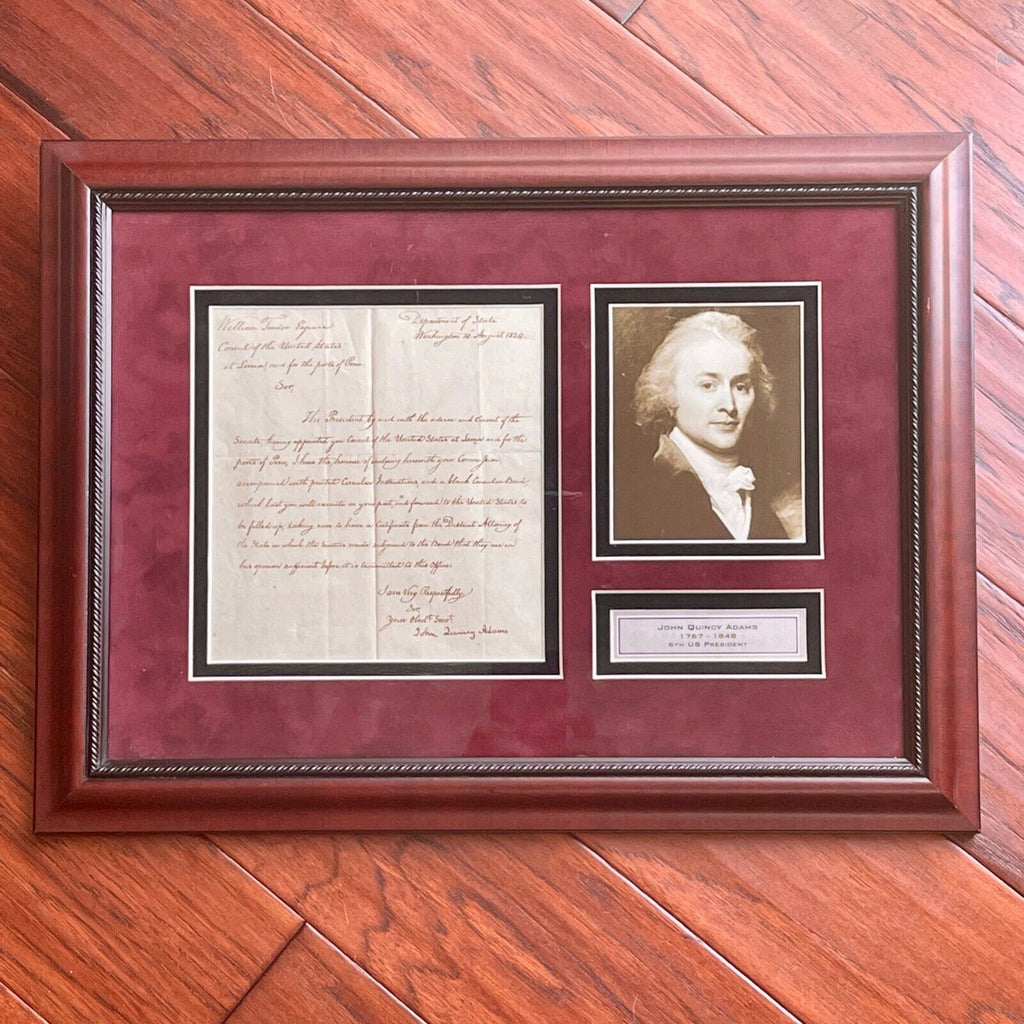 William Tudor Esquire
Consul of the United States
at Lima, and for the ports of Peru.
Department of State
Washington August 1824.
Sir,
The President by and with the advice and Consent of the
Senate, having appointed you Consul of the United States at Lima and for the
ports of Peru, I have the honour of enclosing herewith your Commission
accompanied with printed Circular Instructions, and a blank Consular Bond,
which last you will execute on your part, and forward to the United States to
be filled up, taking care to have a Certificate from the District Attorney of
the State in which the Sureties reside subjoined to the Bond that they are in
his opinion sufficient before it is transmitted to this Office.
I am Very Respectfully,
Sir,
Your Obedt. Servt.
John Quincy Adams
John Quincy Adams
1767 - 1848
6th US President